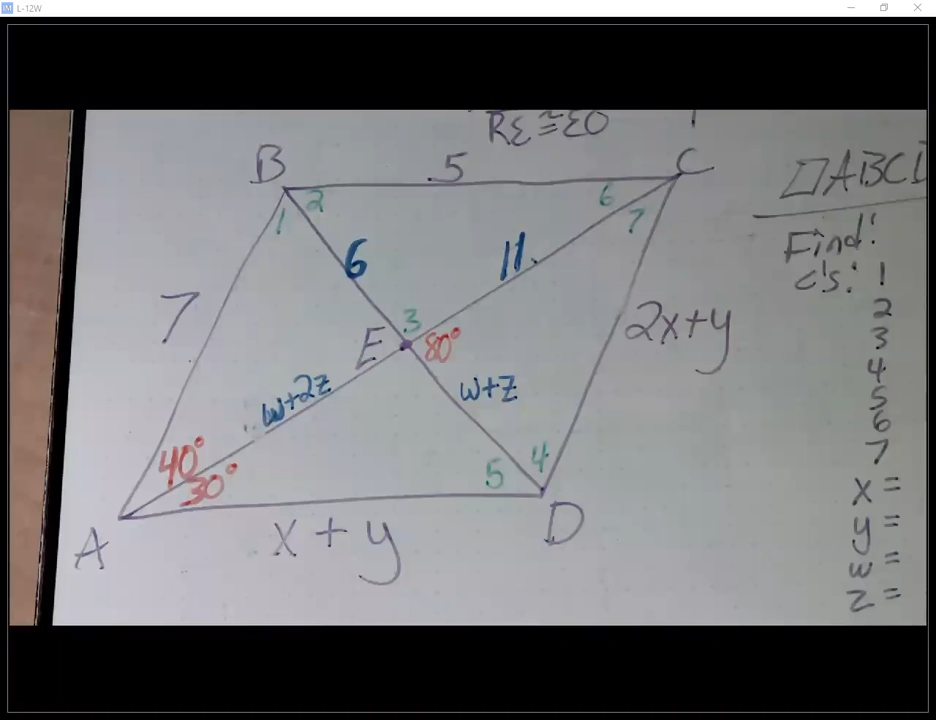 L-12W
RE≅EO
B
5
C
▱ABCD
1
2
6
7
Find:
∠'s: 1
2
3
4
5
6
7
x =
y =
w =
z =
6
11
7
3
E
80°
2x+y
w+2z
w+z
40°
30°
5
4
A
x + y
D